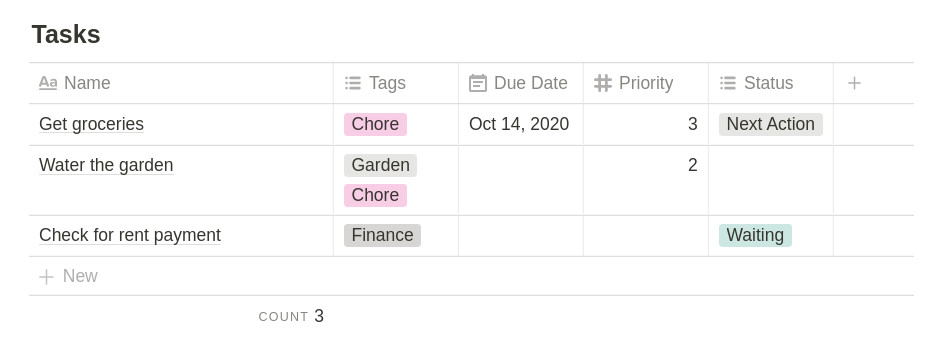 Tasks
Aa Name Tags Due Date Priority Status +
Get groceries Chore Oct 14, 2020 3 Next Action
Water the garden Garden 2
Chore
Check for rent payment Finance Waiting
+ New
COUNT 3